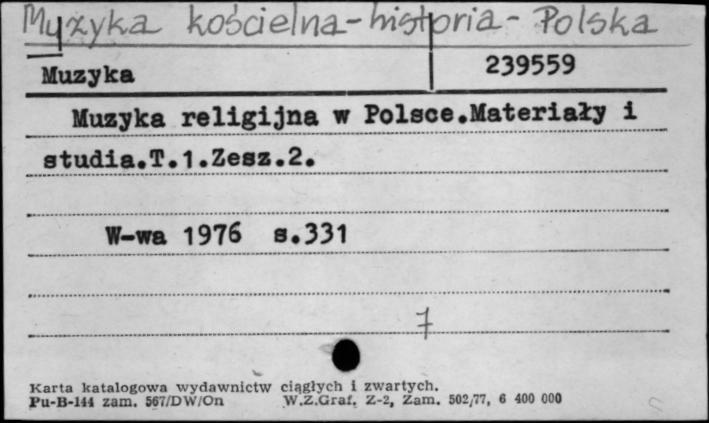 Muzyka kościelna - historia - Polska
Muzyka 239559
Muzyka religijna w Polsce.Materiały i
studia.T.1.Zesz.2.
W-wa 1976 s.331
7
Karta katalogowa wydawnictw ciągłych i zwartych.
Pu-B-144 zam. 567/DW/On W.Z.Graf. Z-2, Zam. 502/77, 6 400 000